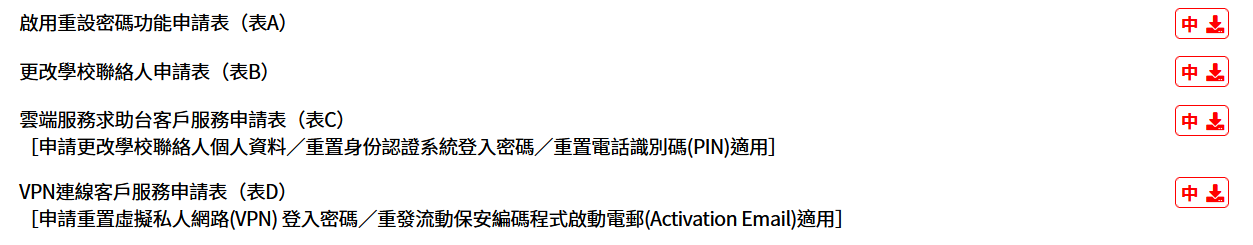 啟用重設密碼功能申請表（表A） 中
更改學校聯絡人申請表（表B） 中
雲端服務求助台客戶服務申請表（表C） 中
［申請更改學校聯絡人個人資料／重置身份認證系統登入密碼／重置電話識別碼(PIN)適用］
VPN連線客戶服務申請表（表D） 中
［申請重置虛擬私人網路(VPN) 登入密碼／重發流動保安編碼程式啟動電郵(Activation Email)適用］